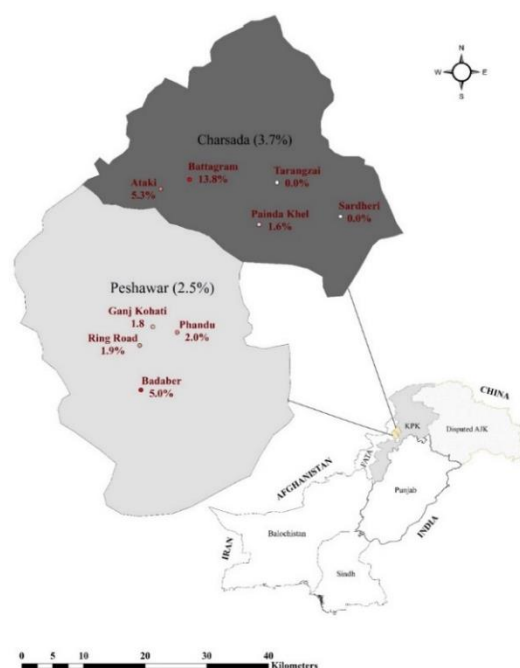 N
W E
S
Charsada (3.7%)
Battagram
13.8%
Tarangzai
0.0%
Ataki
5.3%
Sardheri
0.0%
Painda Khel
1.6%
Peshawar (2.5%)
Ganj Kohati
1.8
Phandu
2.0%
Ring Road
1.9%
Badaber
5.0%
CHINA
KPK
Disputed AJK
FATA
AFGHANISTAN
Punjab
INDIA
IRAN
Balochistan
Sindh
0 5 10 20 30 40
Kilometers